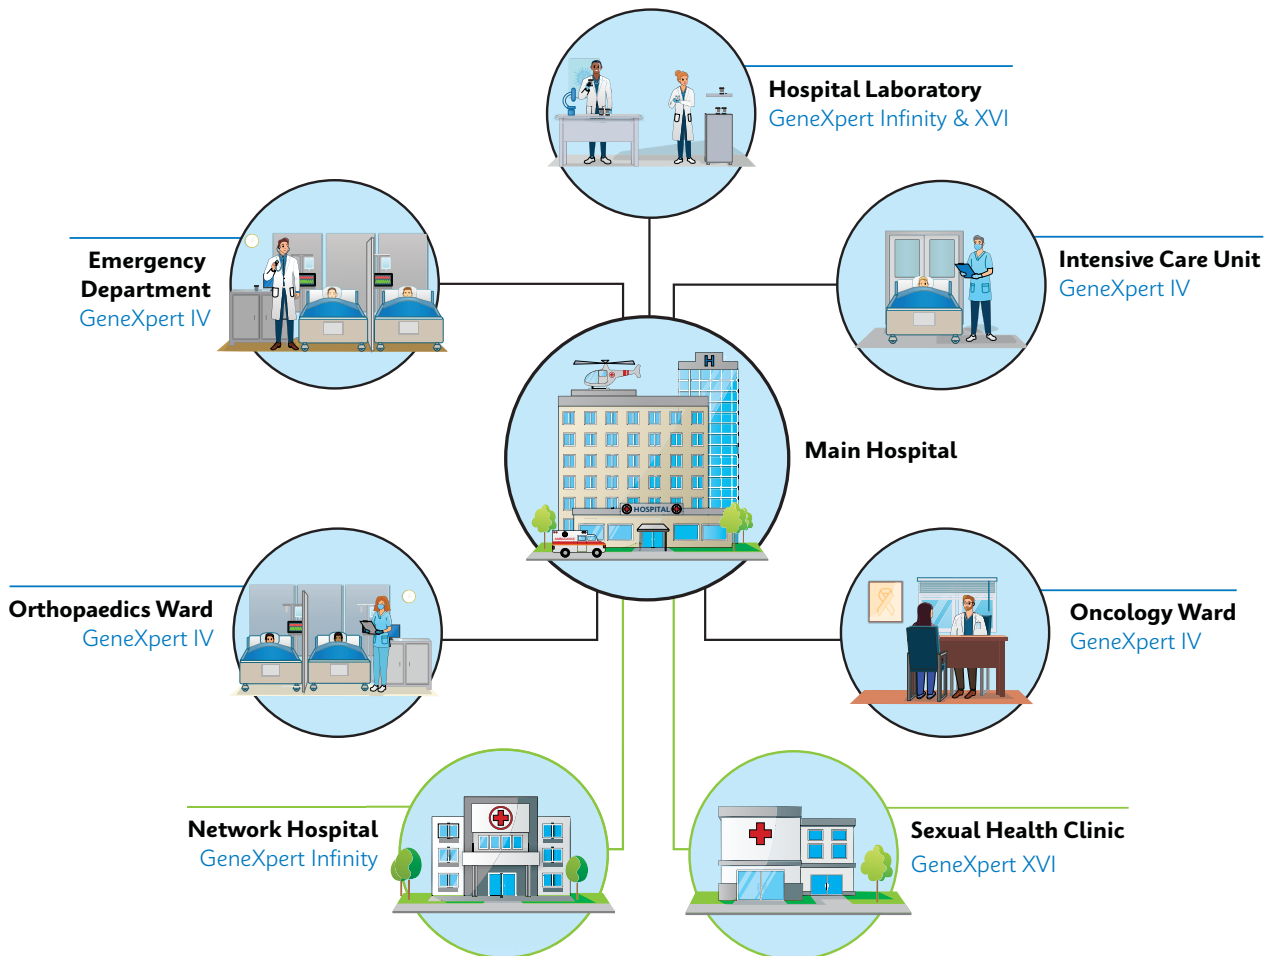 Hospital Laboratory
GeneXpert Infinity & XVI
Emergency
Department
GeneXpert IV
Intensive Care Unit
GeneXpert IV
H
Main Hospital
HOSPITAL
Orthopaedics Ward
GeneXpert IV
Oncology Ward
GeneXpert IV
Network Hospital
GeneXpert Infinity
Sexual Health Clinic
GeneXpert XVI